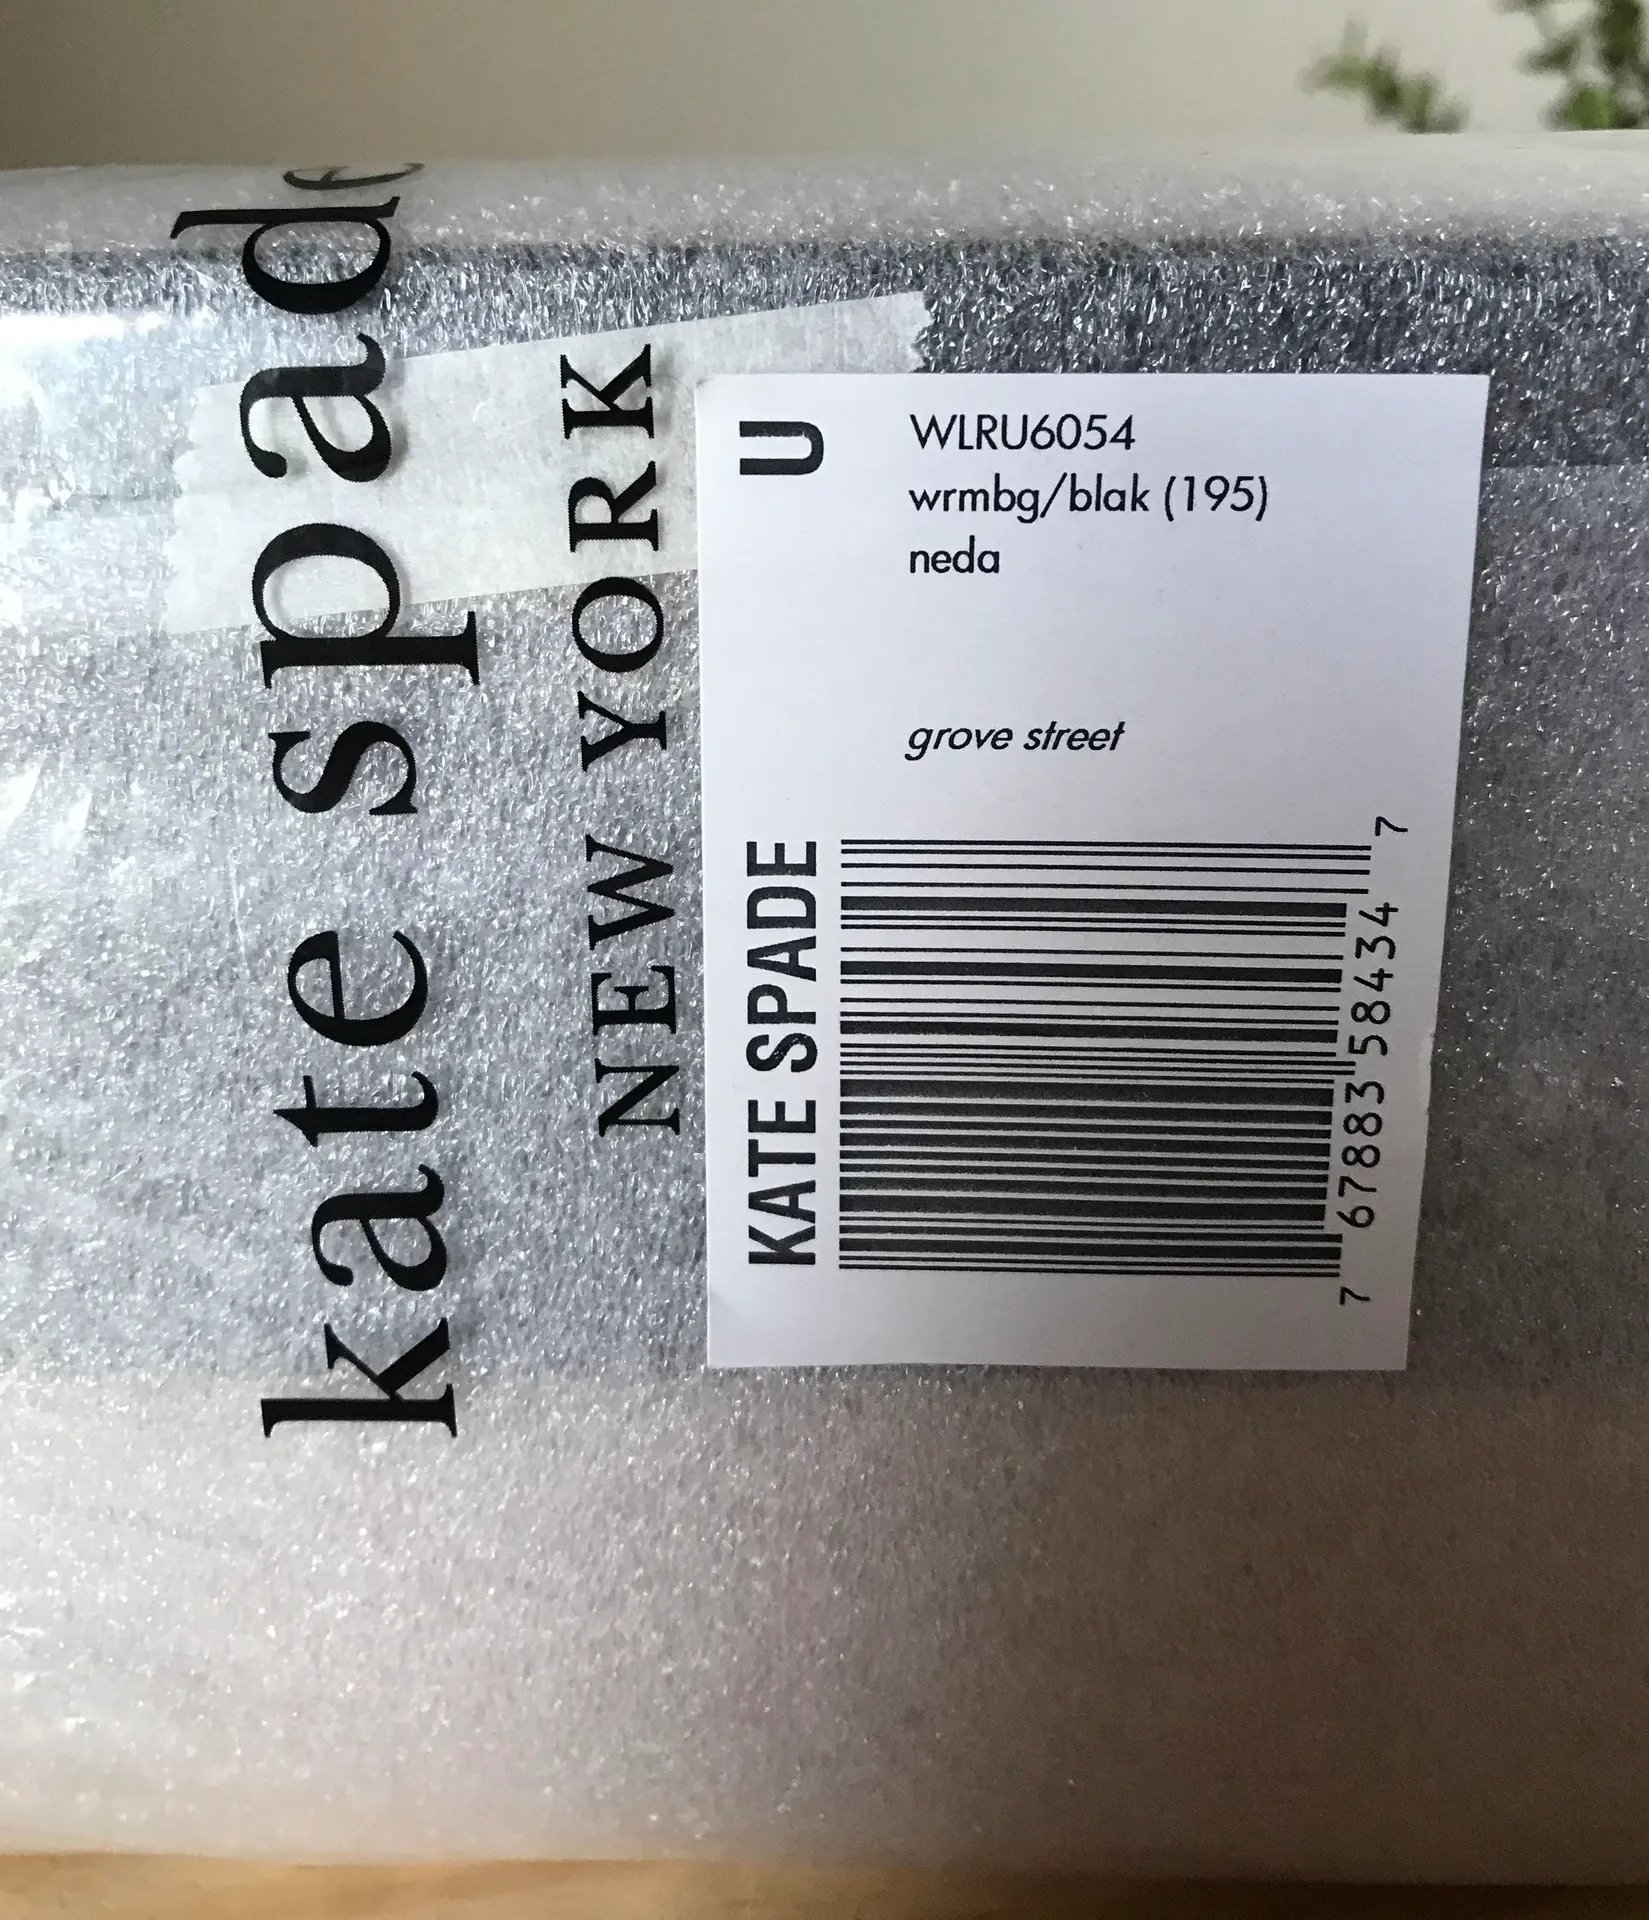 kate spade
NEW YORK
U
WLRU6054
wrmbg/blak (195)
neda
grove street
KATE SPADE
7 67883 58434 7